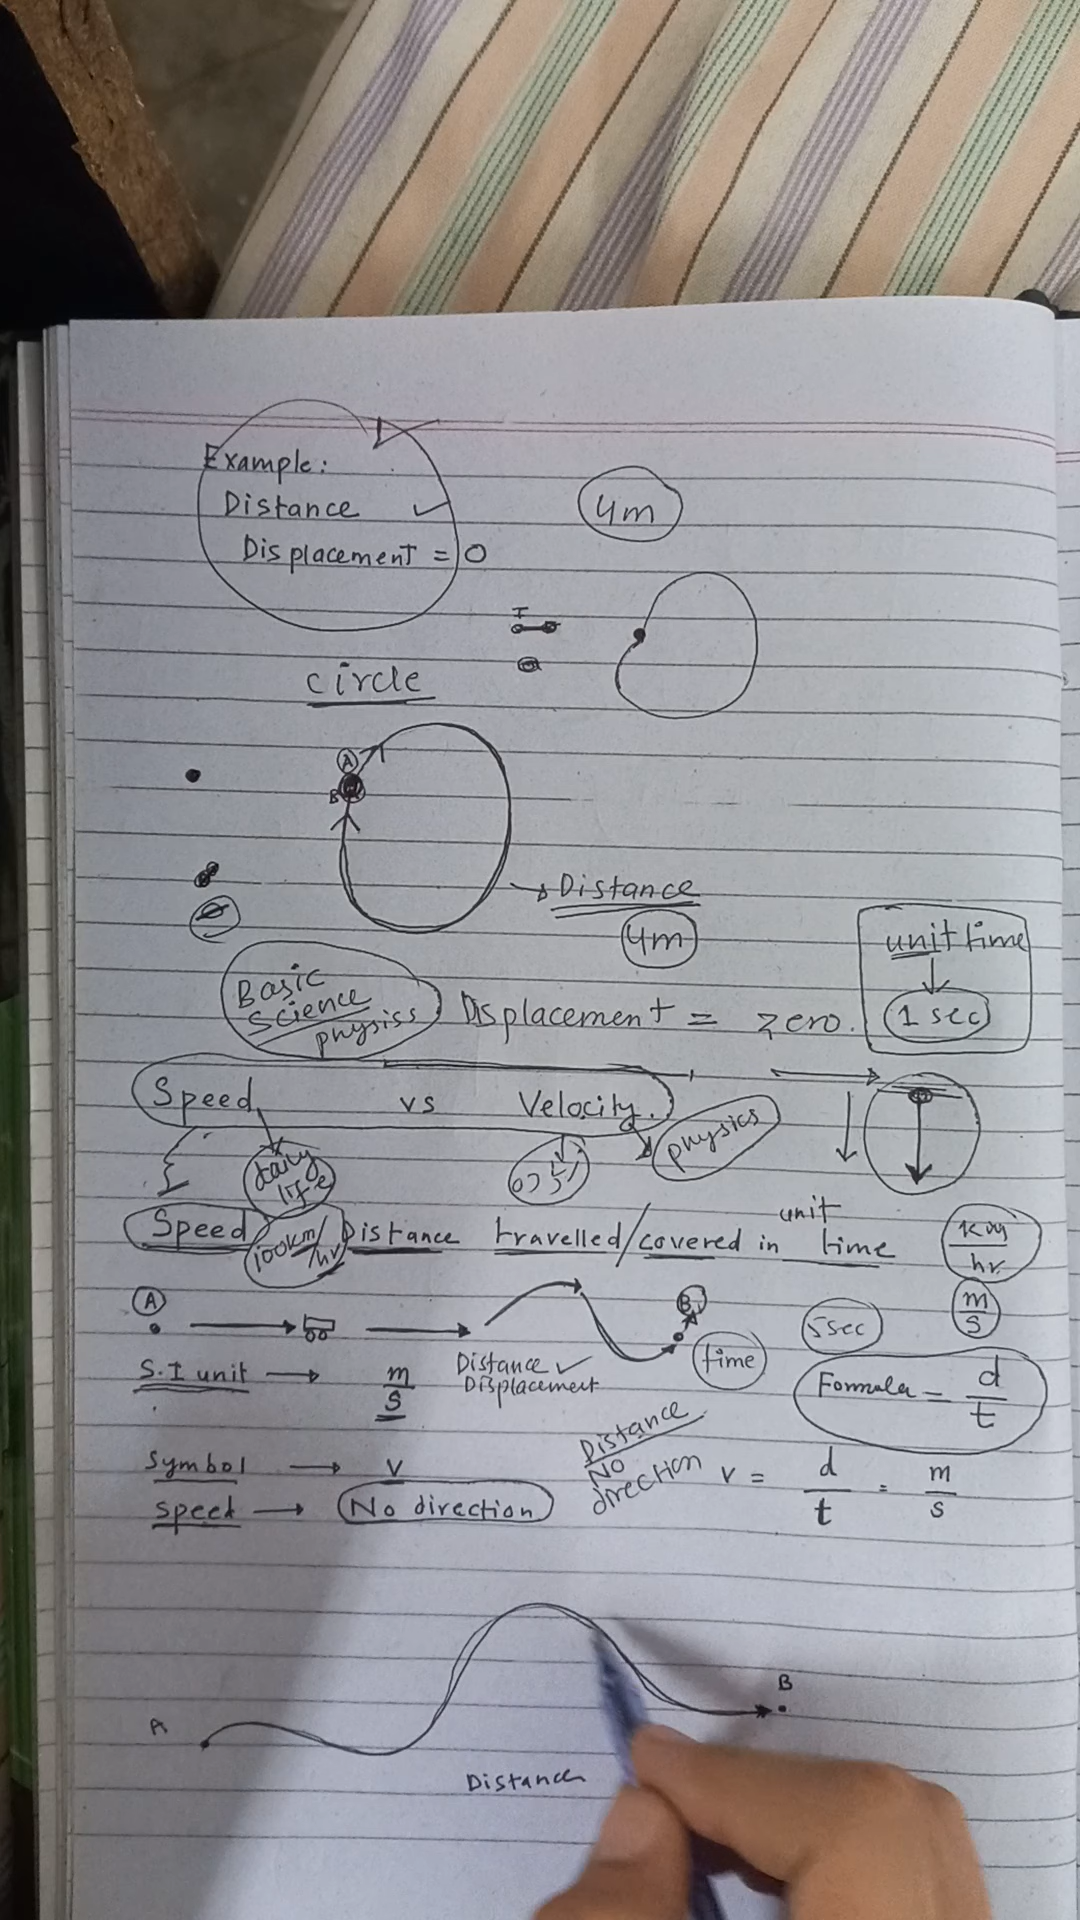 Example:
Distance
Displacement = 0
4m
I
circle
A
B
Distance
4m
unit time
1 sec
Basic
Science
physiss
Displacement = zero.
Speed vs Velocity.
daily
life
physics
Speed Distance travelled/covered in unit time
100km/hr
km/hr
m/s
A
B
5sec
time
S.I unit → m/s
Distance ✓
Displacement
Formula = d/t
Distance
No
direction
Symbol → v
v = d/t = m/s
speed → No direction
A
B
Distance